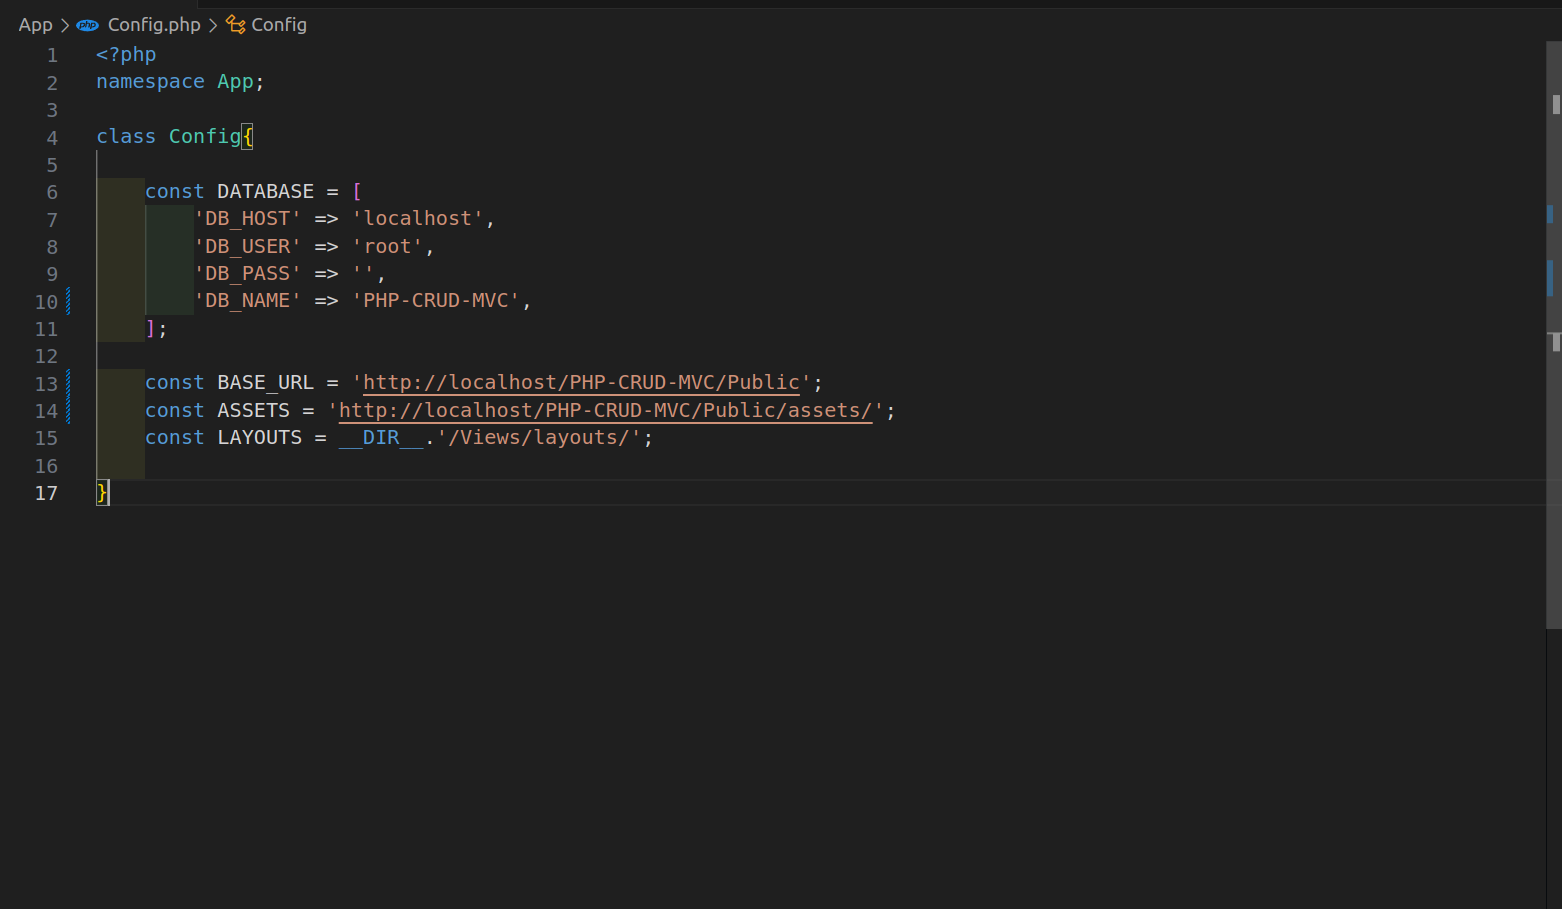 App > php Config.php > Config
1 <?php
2 namespace App;
3
4 class Config{
5
6     const DATABASE = [
7         'DB_HOST' => 'localhost',
8         'DB_USER' => 'root',
9         'DB_PASS' => '',
10         'DB_NAME' => 'PHP-CRUD-MVC',
11     ];
12
13     const BASE_URL = 'http://localhost/PHP-CRUD-MVC/Public';
14     const ASSETS = 'http://localhost/PHP-CRUD-MVC/Public/assets/';
15     const LAYOUTS = __DIR__.'/Views/layouts/';
16
17 }